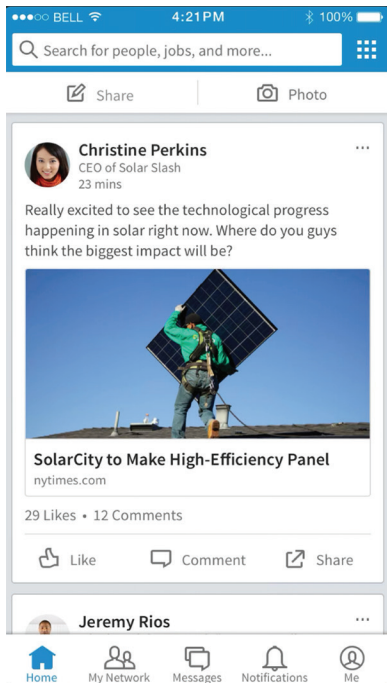 BELL 4:21PM 100%
Search for people, jobs, and more...
Share Photo
Christine Perkins
CEO of Solar Slash
23 mins
Really excited to see the technological progress
happening in solar right now. Where do you guys
think the biggest impact will be?
SolarCity to Make High-Efficiency Panel
nytimes.com
29 Likes • 12 Comments
Like Comment Share
Jeremy Rios
Home My Network Messages Notifications Me